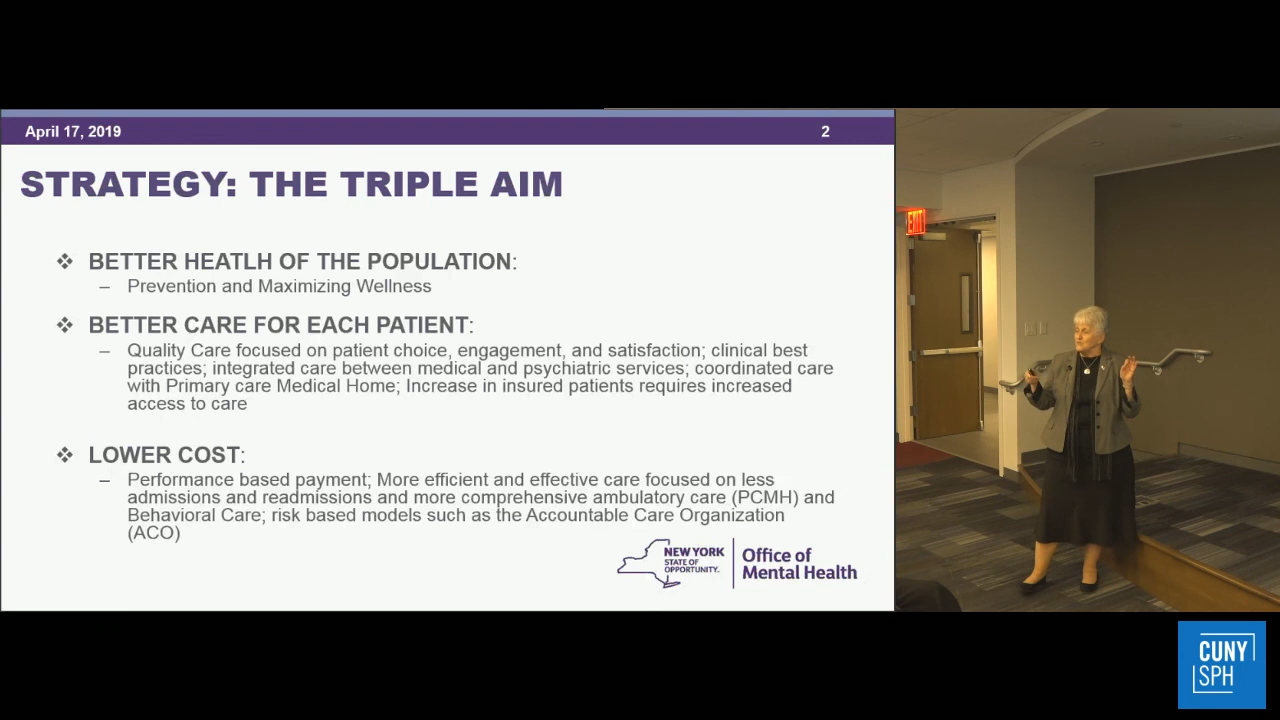 April 17, 2019
2
STRATEGY: THE TRIPLE AIM
❖ BETTER HEATLH OF THE POPULATION:
– Prevention and Maximizing Wellness
❖ BETTER CARE FOR EACH PATIENT:
– Quality Care focused on patient choice, engagement, and satisfaction; clinical best
practices; integrated care between medical and psychiatric services; coordinated care
with Primary care Medical Home; Increase in insured patients requires increased
access to care
❖ LOWER COST:
– Performance based payment; More efficient and effective care focused on less
admissions and readmissions and more comprehensive ambulatory care (PCMH) and
Behavioral Care; risk based models such as the Accountable Care Organization
(ACO)
NEW YORK
STATE OF
OPPORTUNITY.
Office of
Mental Health
EXIT
CUNY
SPH